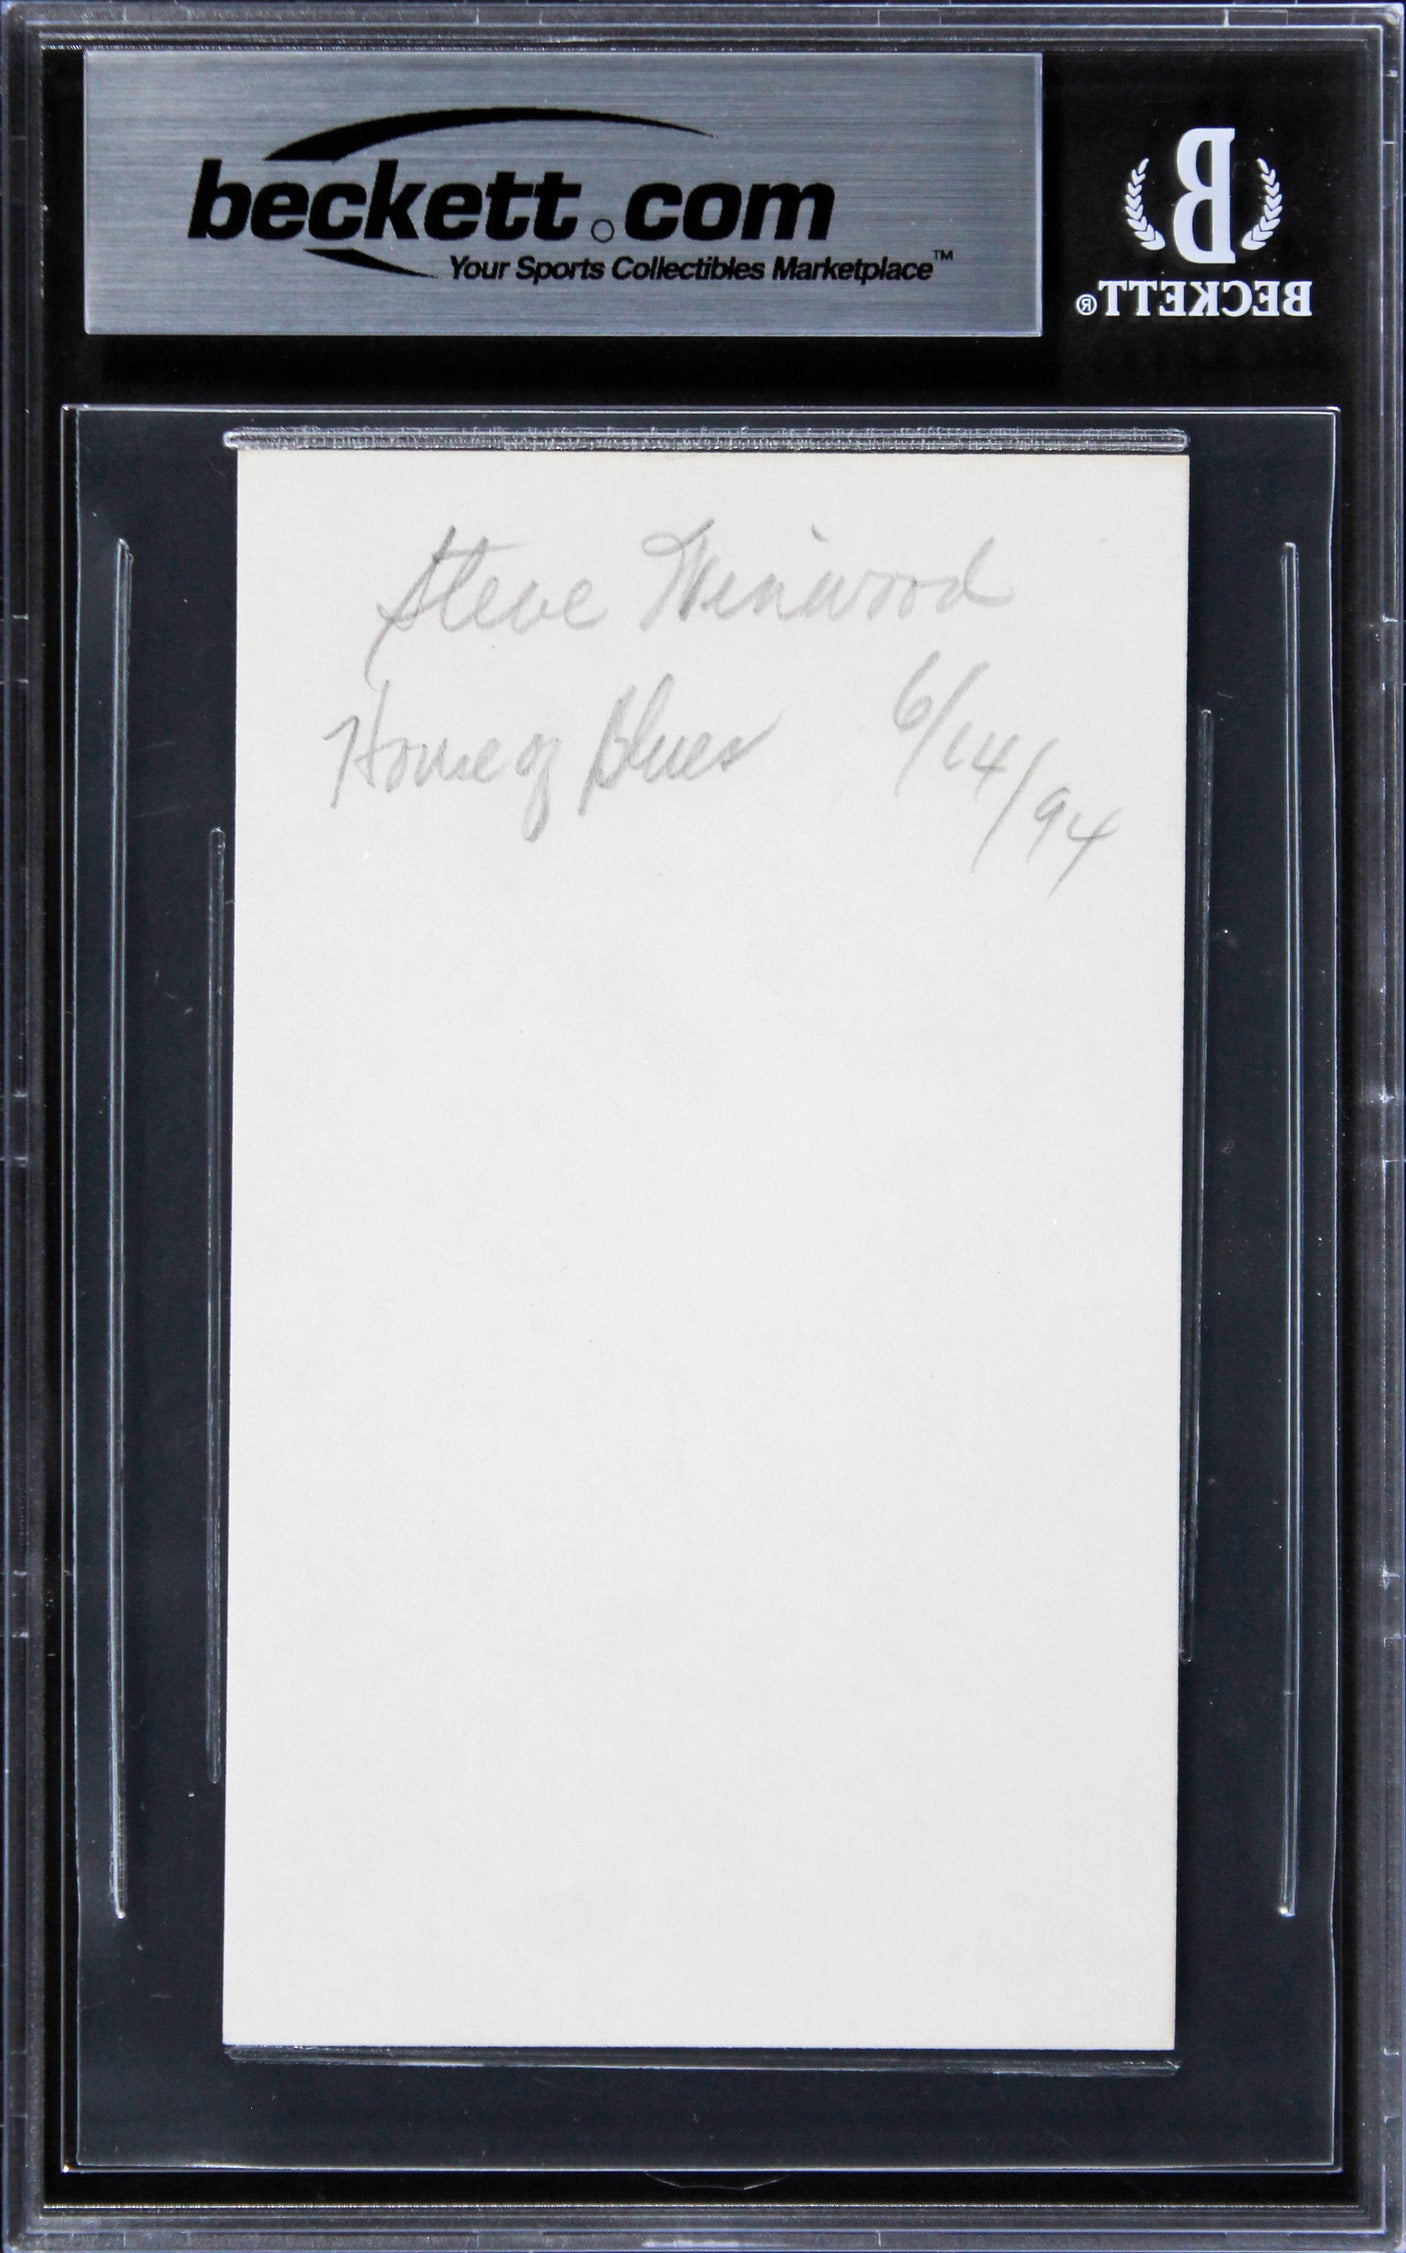 beckett.com
Your Sports Collectibles Marketplace™
B
BECKETT®
Steve Winwood
House of Blues 6/14/94